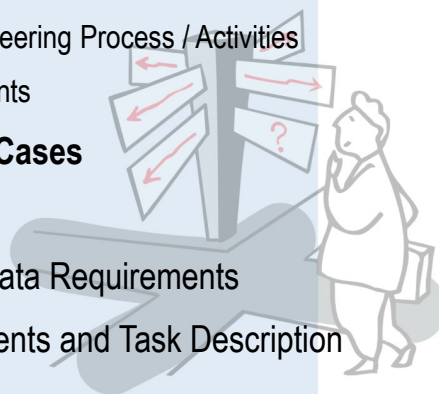 eering Process / Activities
nts
?
Cases
ata Requirements
ents and Task Description